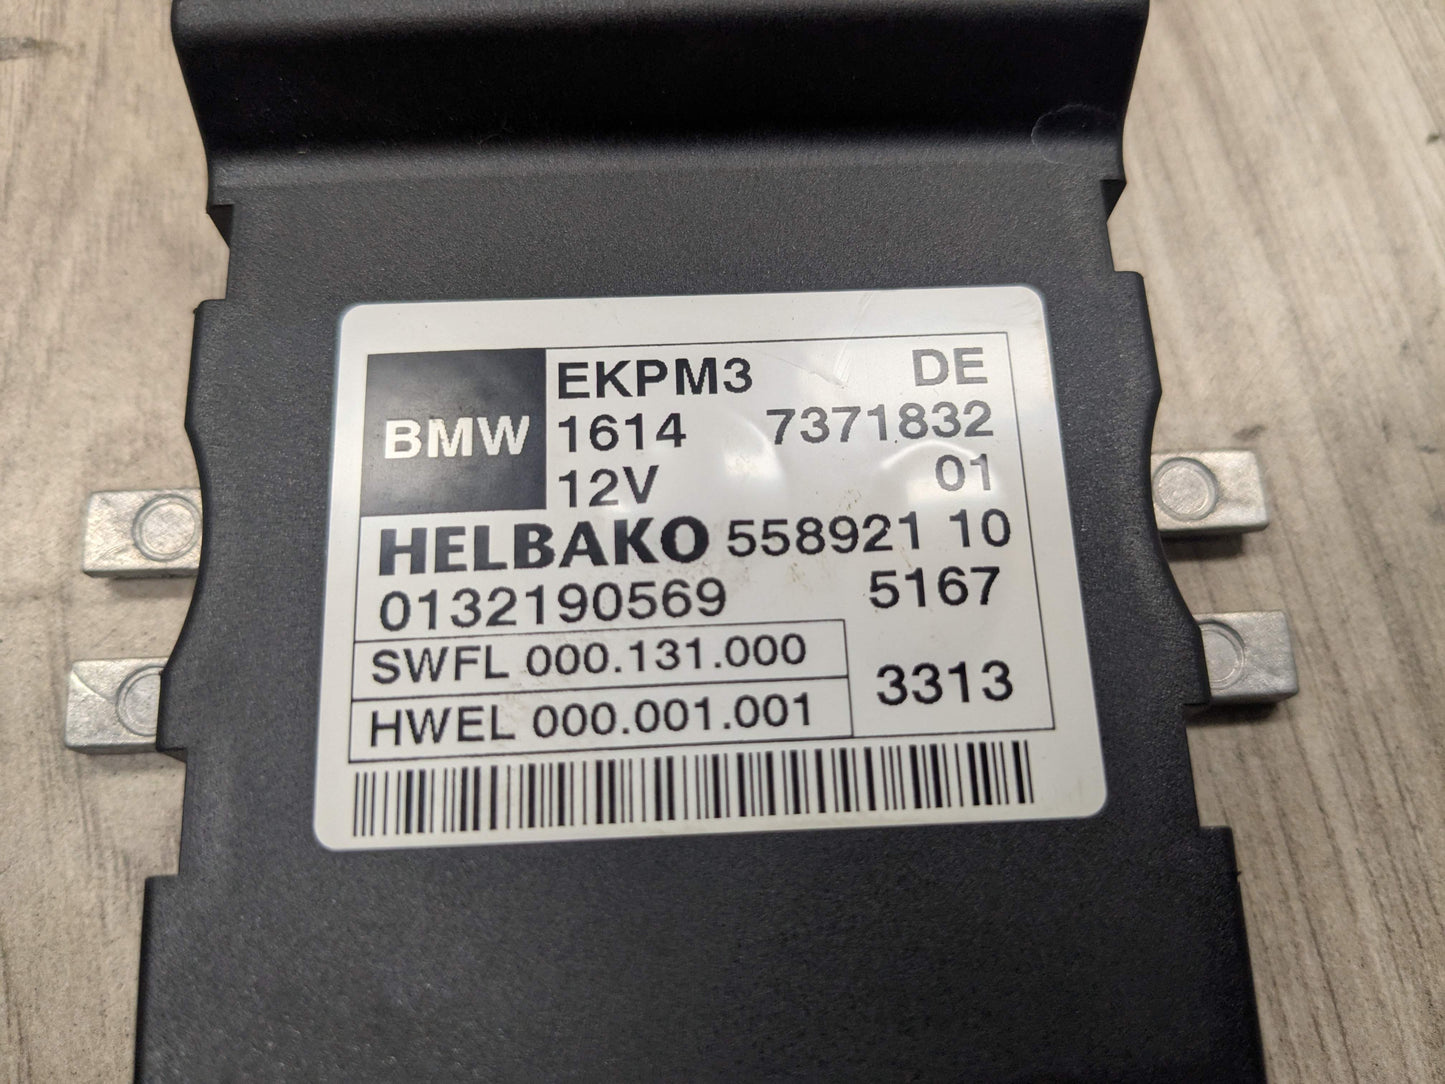 BMW
EKPM3 DE
1614 7371832
12V 01
HELBAKO 558921 10
0132190569 5167
SWFL 000.131.000
HWEL 000.001.001
3313